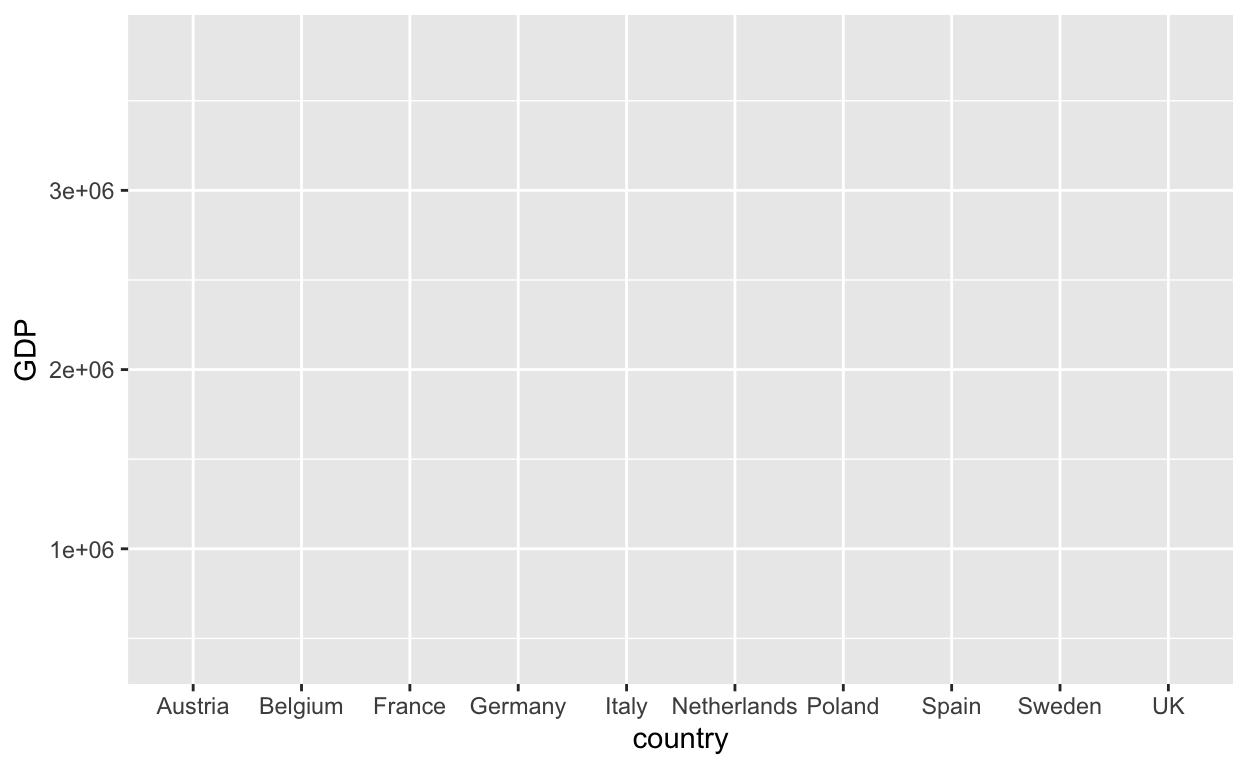 GDP
3e+06
2e+06
1e+06
Austria Belgium France Germany Italy Netherlands Poland Spain Sweden UK
country